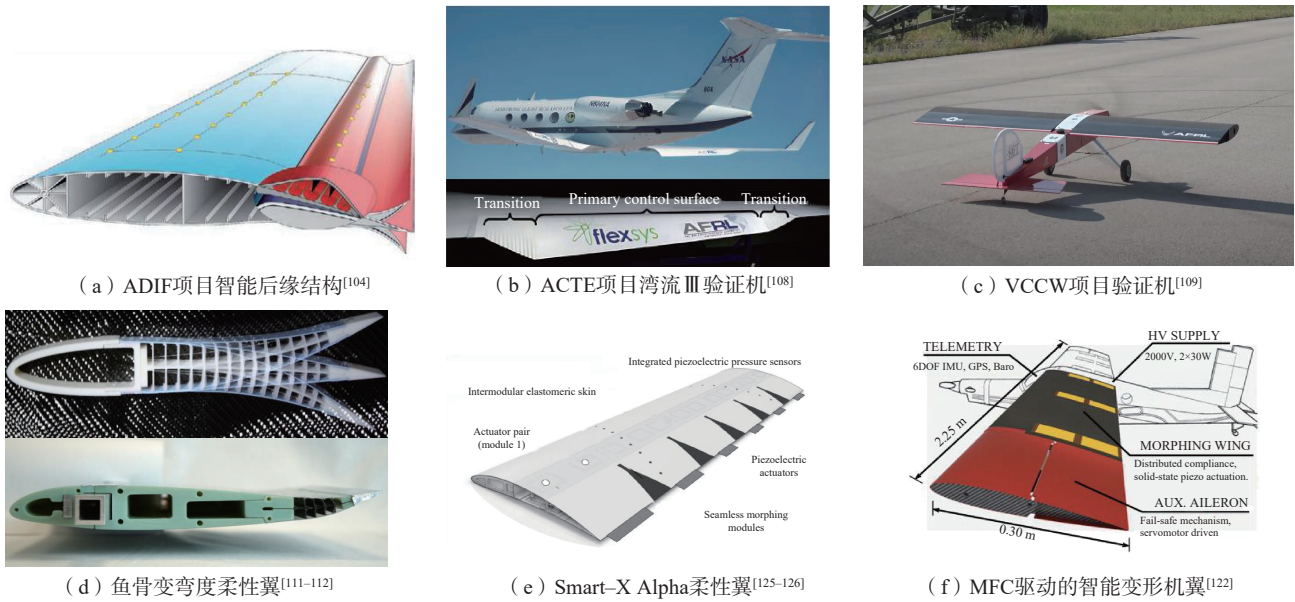 NASA
804
N804NA
Transition
Primary control surface
Transition
flexsys
AFRL
AFRL
（a）ADIF项目智能后缘结构[104]
（b）ACTE项目湾流Ⅲ验证机[108]
（c）VCCW项目验证机[109]
Integrated piezoelectric pressure sensors
Intermodular elastomeric skin
Actuator pair
(module 1)
Piezoelectric
actuators
Seamless morphing
modules
TELEMETRY
6DOF IMU, GPS, Baro
HV SUPPLY
2000V, 2×30W
2.25 m
MORPHING WING
Distributed compliance,
solid-state piezo actuation.
AUX. AILERON
Fail-safe mechanism,
servomotor driven
0.30 m
（d）鱼骨变弯度柔性翼[111–112]
（e）Smart–X Alpha柔性翼[125–126]
（f）MFC驱动的智能变形机翼[122]